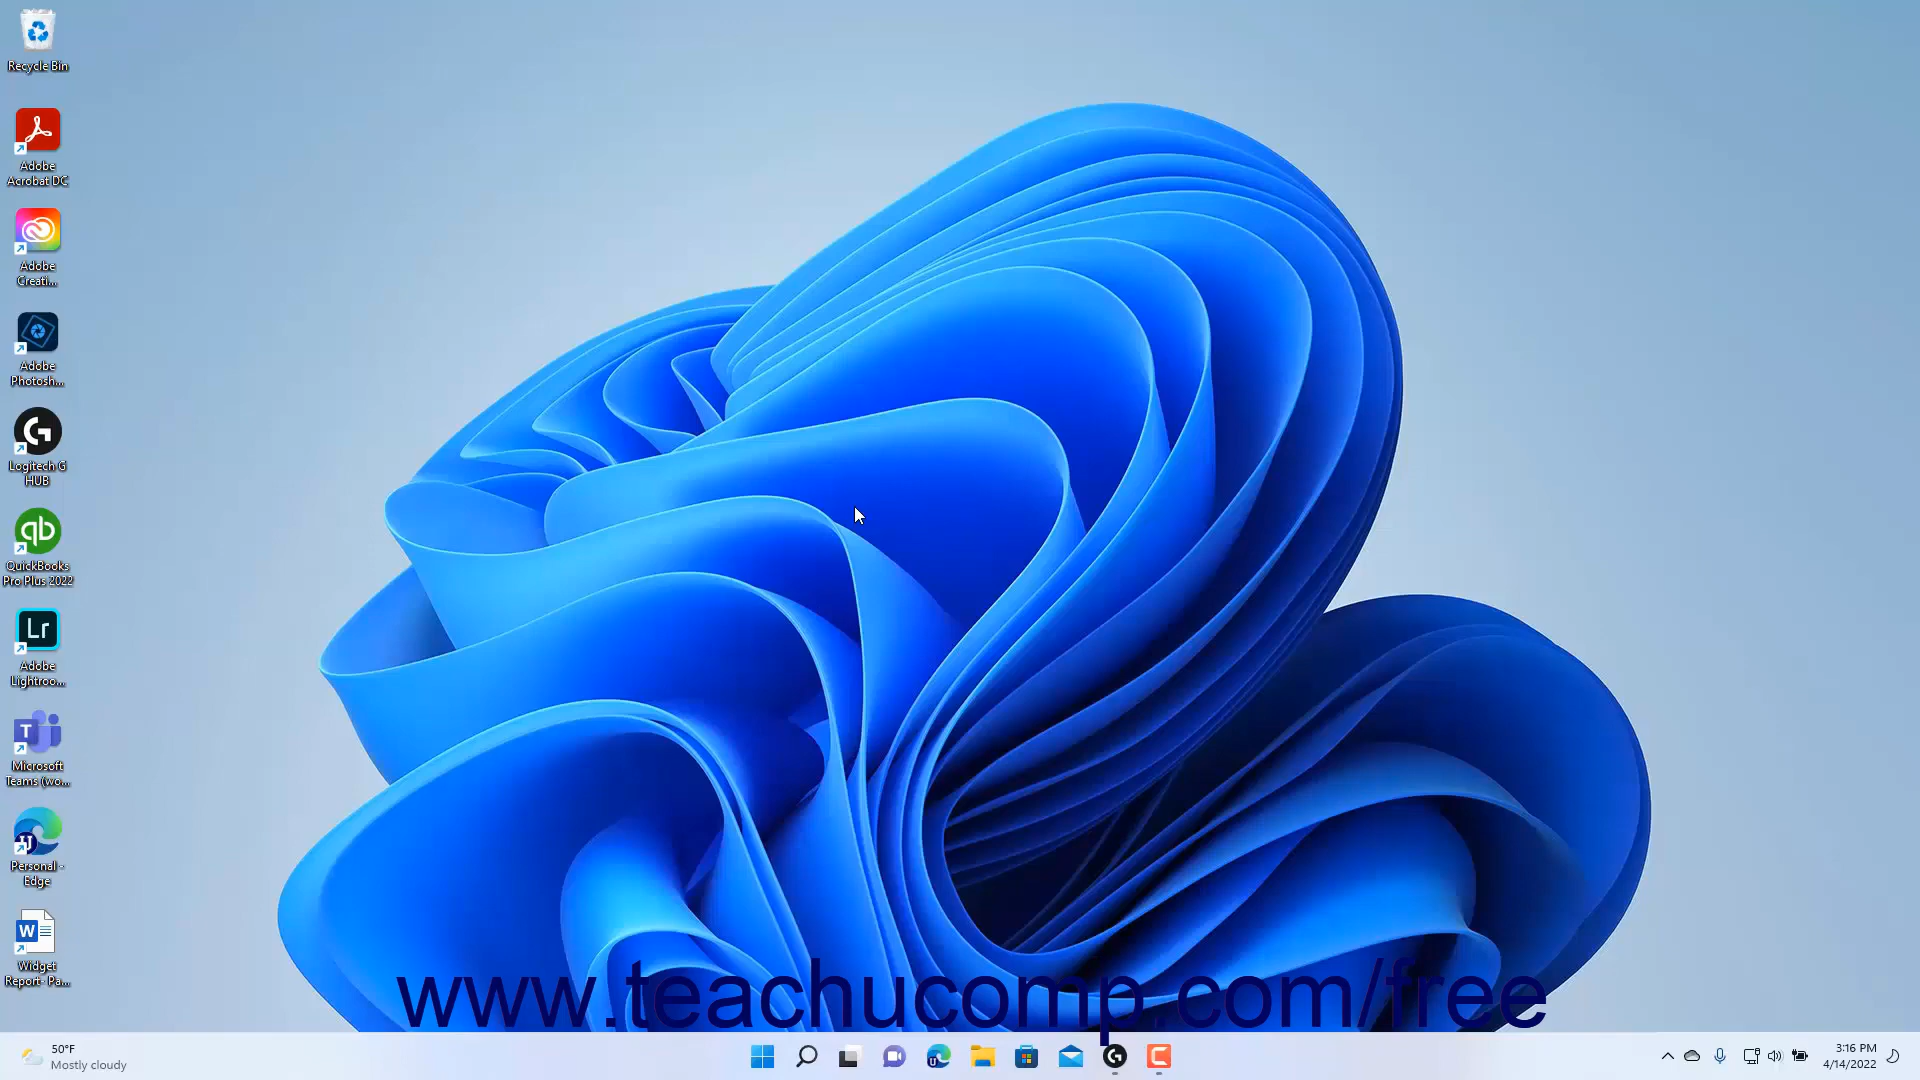 Recycle Bin
Adobe
Acrobat DC
Adobe
Creati...
Adobe
Photosh...
Logitech G
HUB
QuickBooks
Pro Plus 2022
Lr
Adobe
Lightroo...
T
Microsoft
Teams (wo...
Personal -
Edge
W
Widget
Report- Pa...
www.teachucomp.com/free
50°F
Mostly cloudy
3:16 PM
4/14/2022